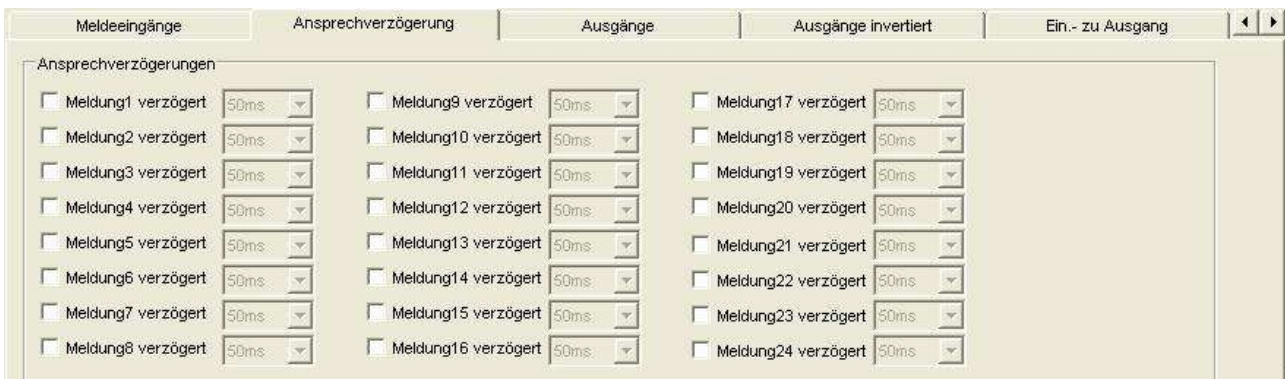 Meldeeingänge Ansprechverzögerung Ausgänge Ausgänge invertiert Ein.- zu Ausgang
Ansprechverzögerungen
Meldung1 verzögert 50ms Meldung9 verzögert 50ms Meldung17 verzögert 50ms
Meldung2 verzögert 50ms Meldung10 verzögert 50ms Meldung18 verzögert 50ms
Meldung3 verzögert 50ms Meldung11 verzögert 50ms Meldung19 verzögert 50ms
Meldung4 verzögert 50ms Meldung12 verzögert 50ms Meldung20 verzögert 50ms
Meldung5 verzögert 50ms Meldung13 verzögert 50ms Meldung21 verzögert 50ms
Meldung6 verzögert 50ms Meldung14 verzögert 50ms Meldung22 verzögert 50ms
Meldung7 verzögert 50ms Meldung15 verzögert 50ms Meldung23 verzögert 50ms
Meldung8 verzögert 50ms Meldung16 verzögert 50ms Meldung24 verzögert 50ms